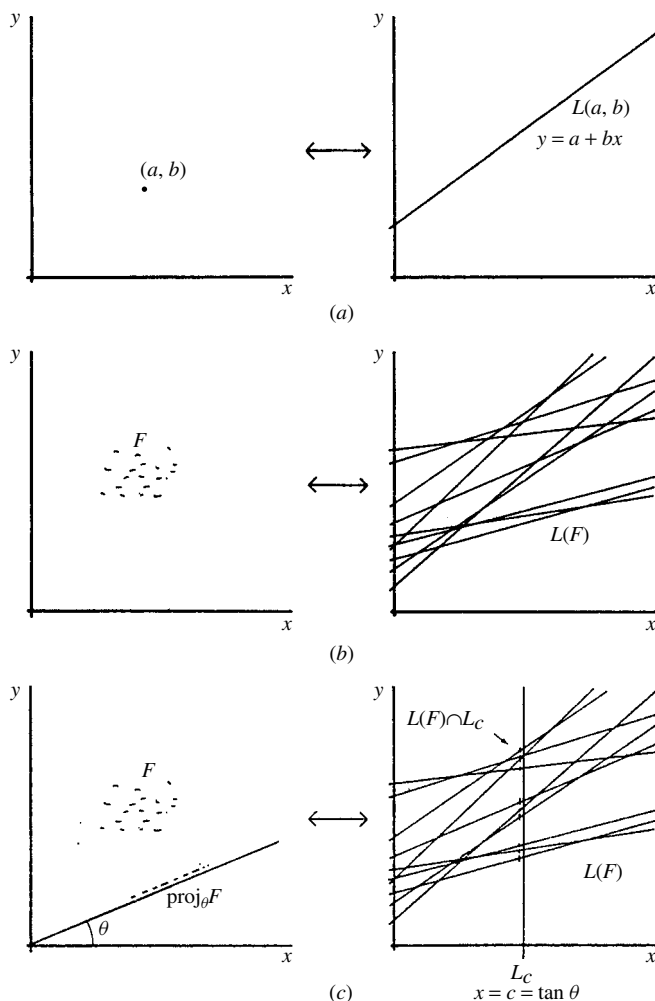 y
y
L(a, b)
y = a + bx
(a, b)
x
x
(a)
y
y
F
L(F)
x
x
(b)
y
y
L(F)∩L_c
F
L(F)
proj_θF
θ
x
x
L_c
(c)
x = c = tan θ